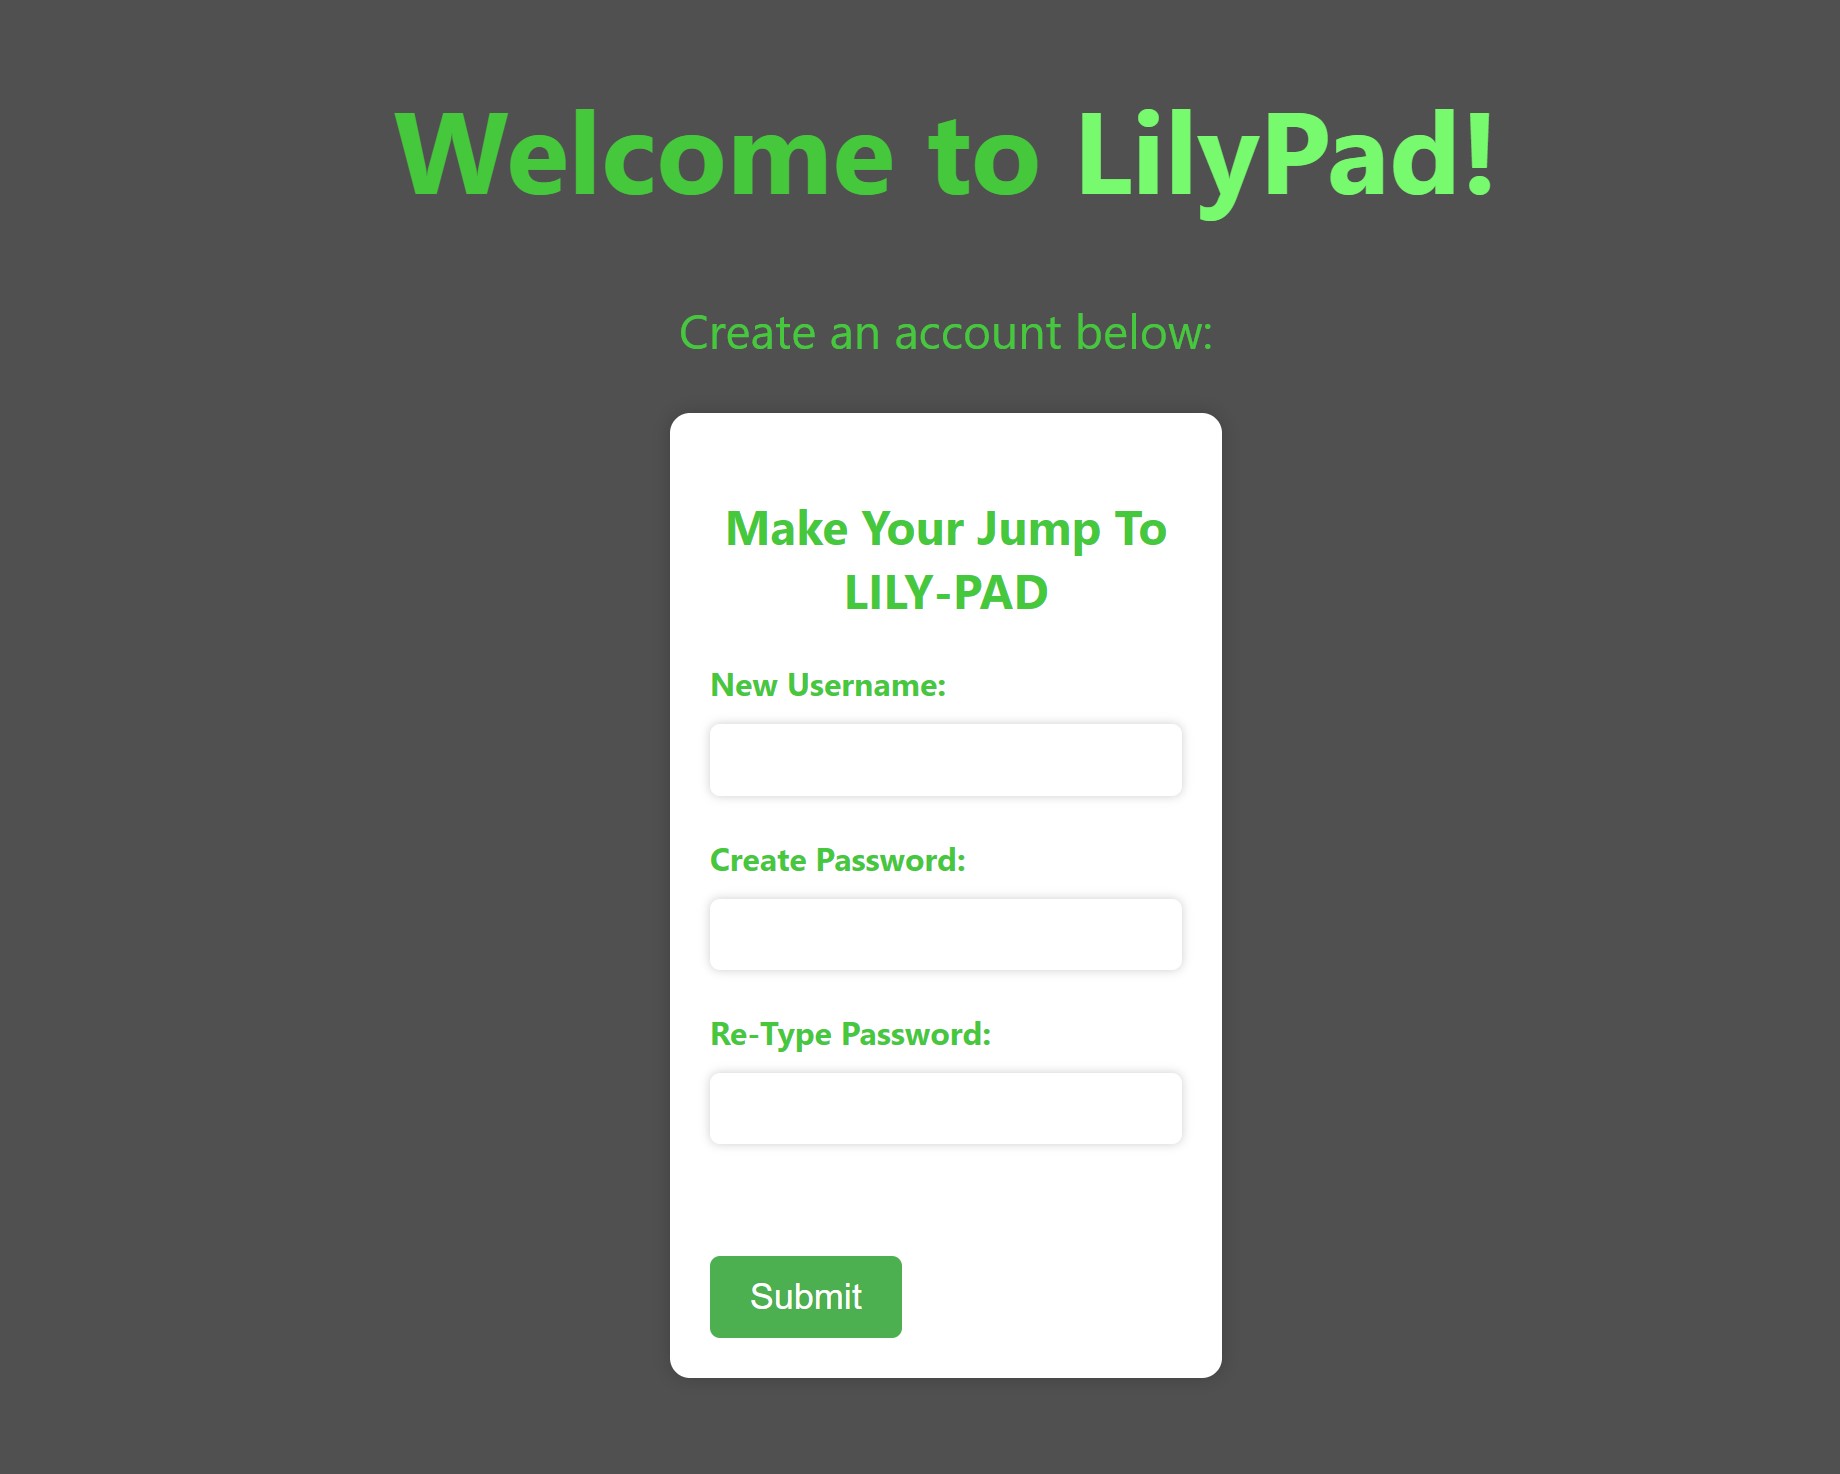 Welcome to LilyPad!
Create an account below:
Make Your Jump To
LILY-PAD
New Username:
Create Password:
Re-Type Password:
Submit